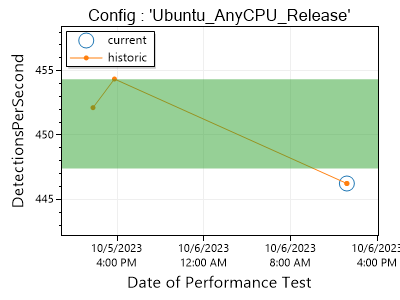 Config : 'Ubuntu_AnyCPU_Release'
current
historic
DetectionsPerSecond
455
450
445
10/5/2023 10/6/2023 10/6/2023 10/6/2023
4:00 PM 12:00 AM 8:00 AM 4:00 PM
Date of Performance Test